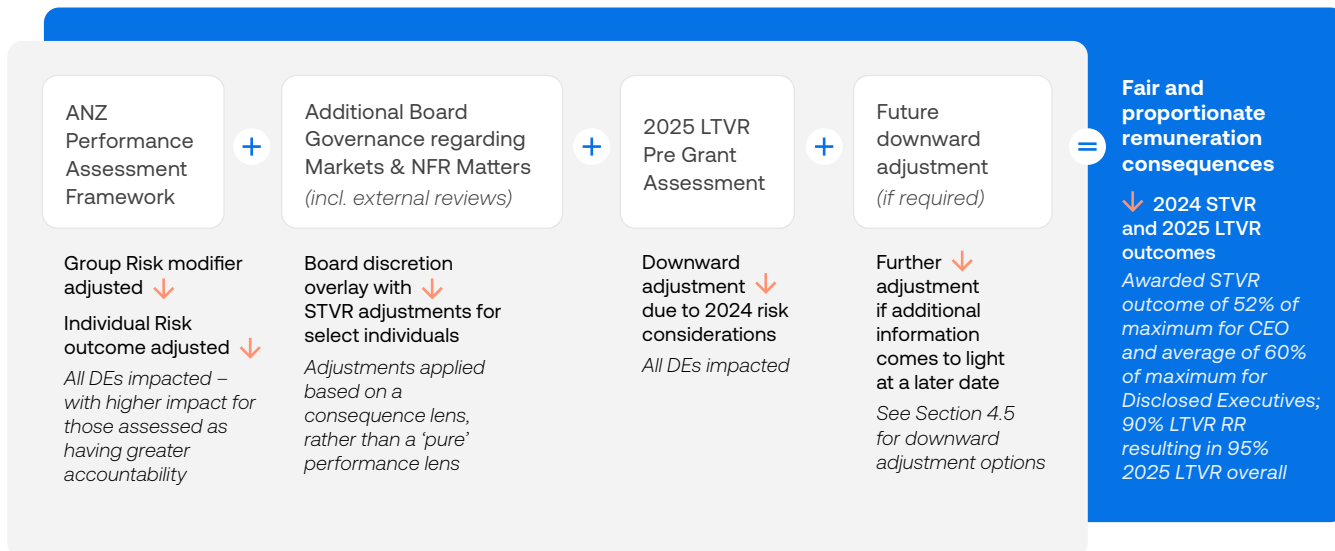 ANZ
Performance
Assessment
Framework
+
Additional Board
Governance regarding
Markets & NFR Matters
(incl. external reviews)
+
2025 LTVR
Pre Grant
Assessment
+
Future
downward
adjustment
(if required)
=
Group Risk modifier
adjusted ↓
Individual Risk
outcome adjusted ↓
All DEs impacted –
with higher impact for
those assessed as
having greater
accountability
Board discretion
overlay with ↓
STVR adjustments for
select individuals
Adjustments applied
based on a
consequence lens,
rather than a ‘pure’
performance lens
Downward
adjustment ↓
due to 2024 risk
considerations
All DEs impacted
Further ↓
adjustment
if additional
information
comes to light
at a later date
See Section 4.5
for downward
adjustment options
Fair and
proportionate
remuneration
consequences
↓ 2024 STVR
and 2025 LTVR
outcomes
Awarded STVR
outcome of 52% of
maximum for CEO
and average of 60%
of maximum for
Disclosed Executives;
90% LTVR RR
resulting in 95%
2025 LTVR overall